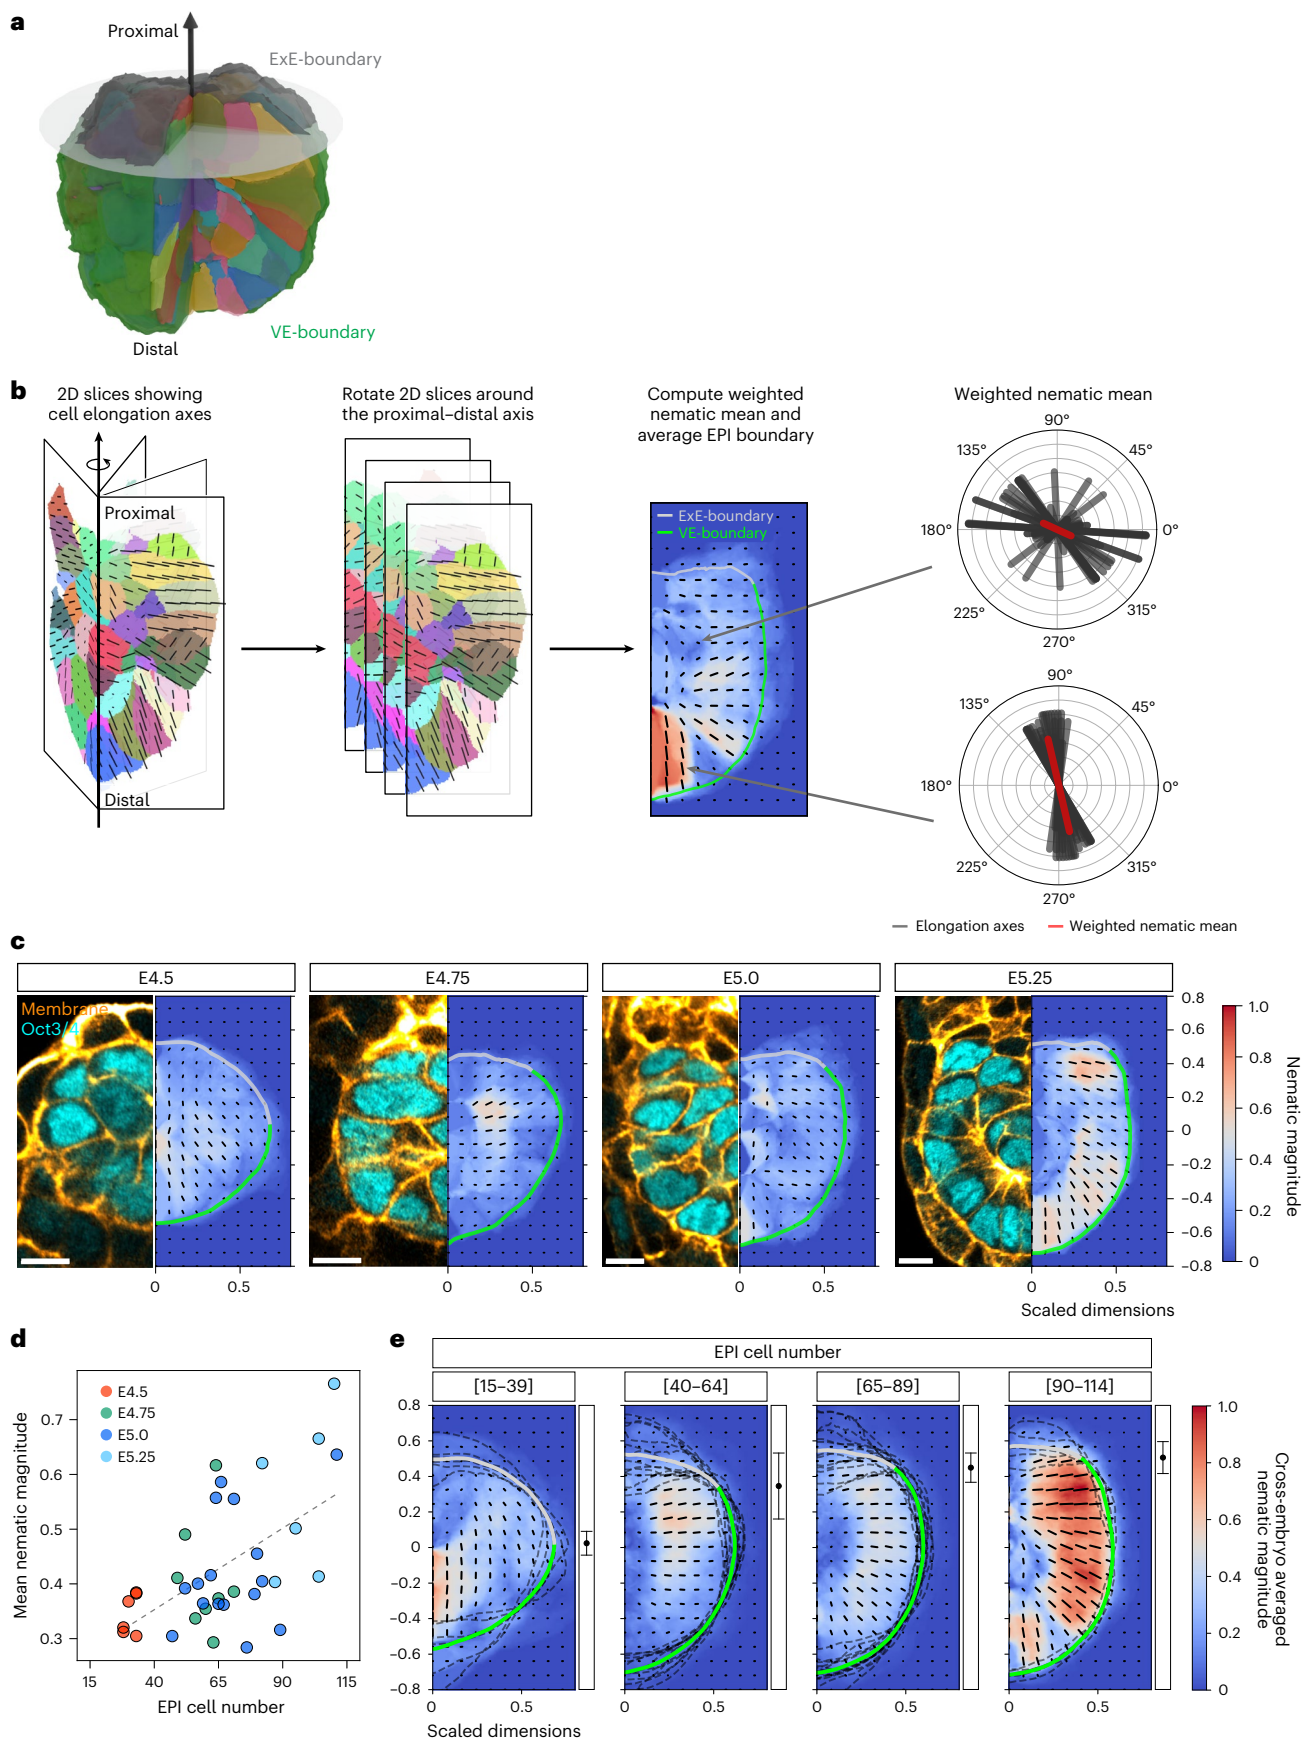 a
Proximal
ExE-boundary
VE-boundary
Distal
b
2D slices showing
cell elongation axes
Rotate 2D slices around
the proximal–distal axis
Compute weighted
nematic mean and
average EPI boundary
Weighted nematic mean
Proximal
Distal
ExE-boundary
VE-boundary
90°
135°
45°
180°
0°
225°
315°
270°
90°
135°
45°
180°
0°
225°
315°
270°
Elongation axes
Weighted nematic mean
c
E4.5
E4.75
E5.0
E5.25
Membrane
Oct3/4
0.8
0.6
0.4
0.2
0
–0.2
–0.4
–0.6
–0.8
0
0.5
0
0.5
0
0.5
0
0.5
Scaled dimensions
1.0
0.8
0.6
0.4
0.2
0
Nematic magnitude
d
E4.5
E4.75
E5.0
E5.25
0.7
0.6
0.5
0.4
0.3
Mean nematic magnitude
15
40
65
90
115
EPI cell number
e
EPI cell number
[15–39]
[40–64]
[65–89]
[90–114]
0.8
0.6
0.4
0.2
0
–0.2
–0.4
–0.6
–0.8
0
0.5
0
0.5
0
0.5
0
0.5
Scaled dimensions
1.0
0.8
0.6
0.4
0.2
0
Cross-embryo averaged
nematic magnitude